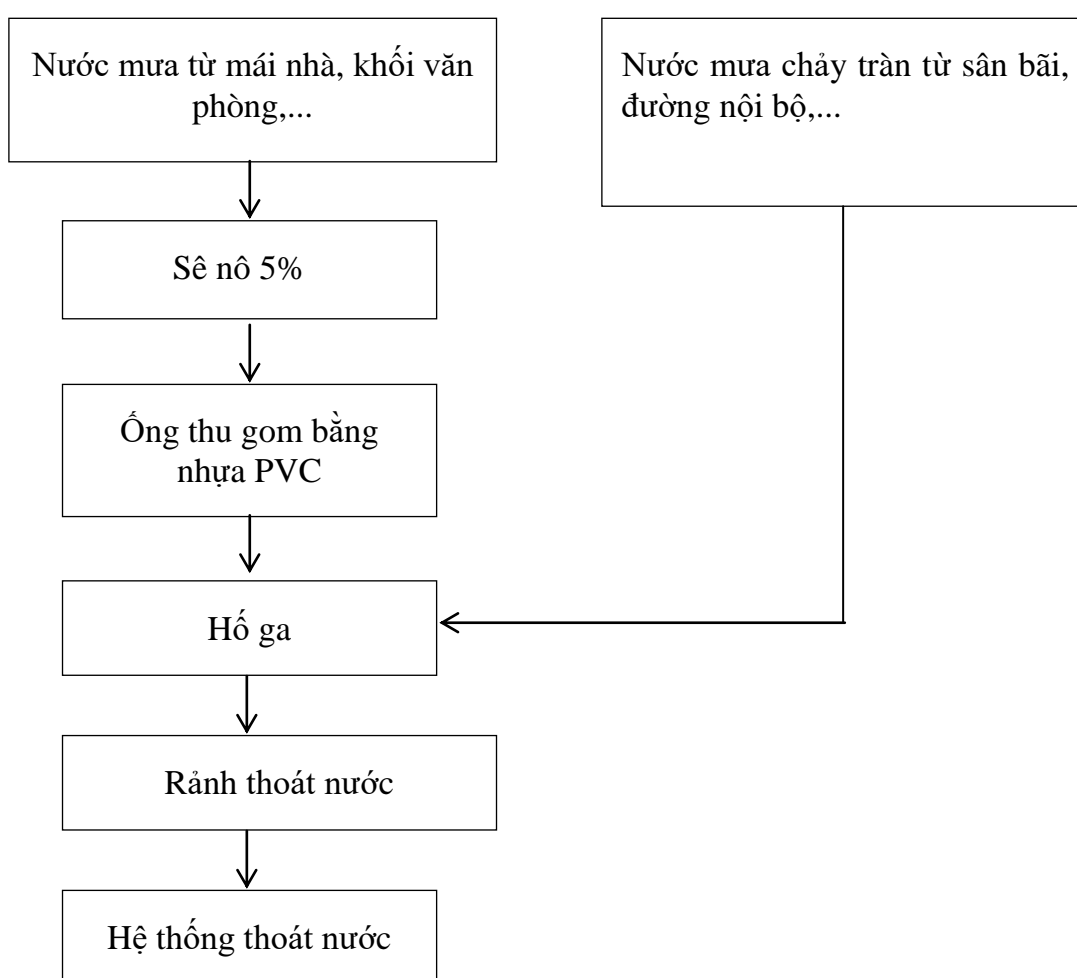 Nước mưa từ mái nhà, khối văn
phòng,...
Nước mưa chảy tràn từ sân bãi,
đường nội bộ,...
Sê nô 5%
Ống thu gom bằng
nhựa PVC
Hố ga
Rảnh thoát nước
Hệ thống thoát nước